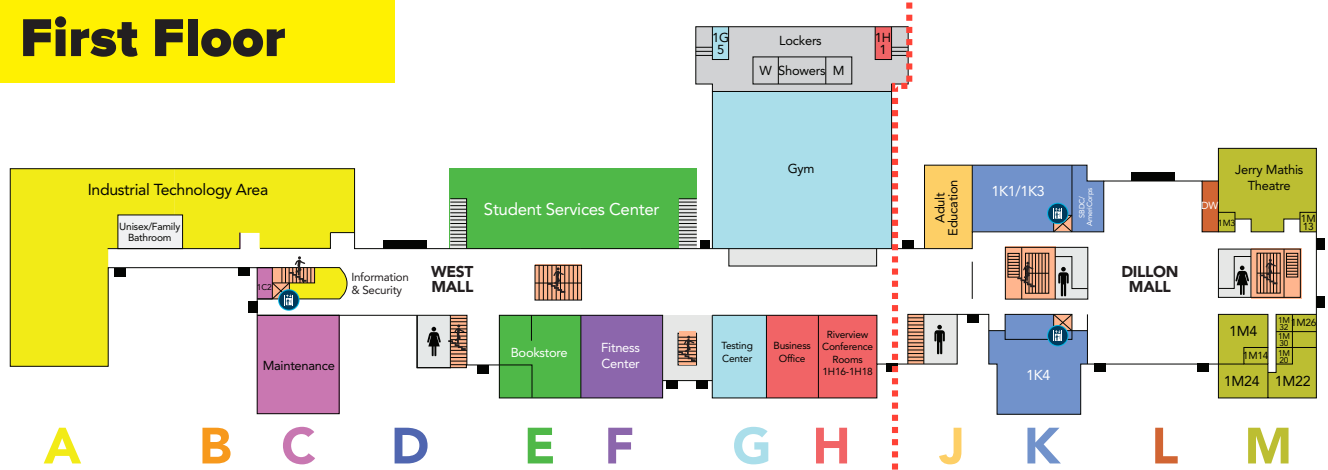 First Floor
1G
5
Lockers
1H
1
W
Showers
M
Gym
Industrial Technology Area
Unisex/Family
Bathroom
Student Services Center
Adult
Education
1K1/1K3
SBDC/
AmeriCorps
DW
Jerry Mathis
Theatre
1M3
1M
13
1C2
Information
& Security
WEST
MALL
DILLON
MALL
Maintenance
Bookstore
Fitness
Center
Testing
Center
Business
Office
Riverview
Conference
Rooms
1H16-1H18
1K4
1M4
1M14
1M24
1M
32
1M26
1M
30
1M
20
1M22
A
B
C
D
E
F
G
H
J
K
L
M